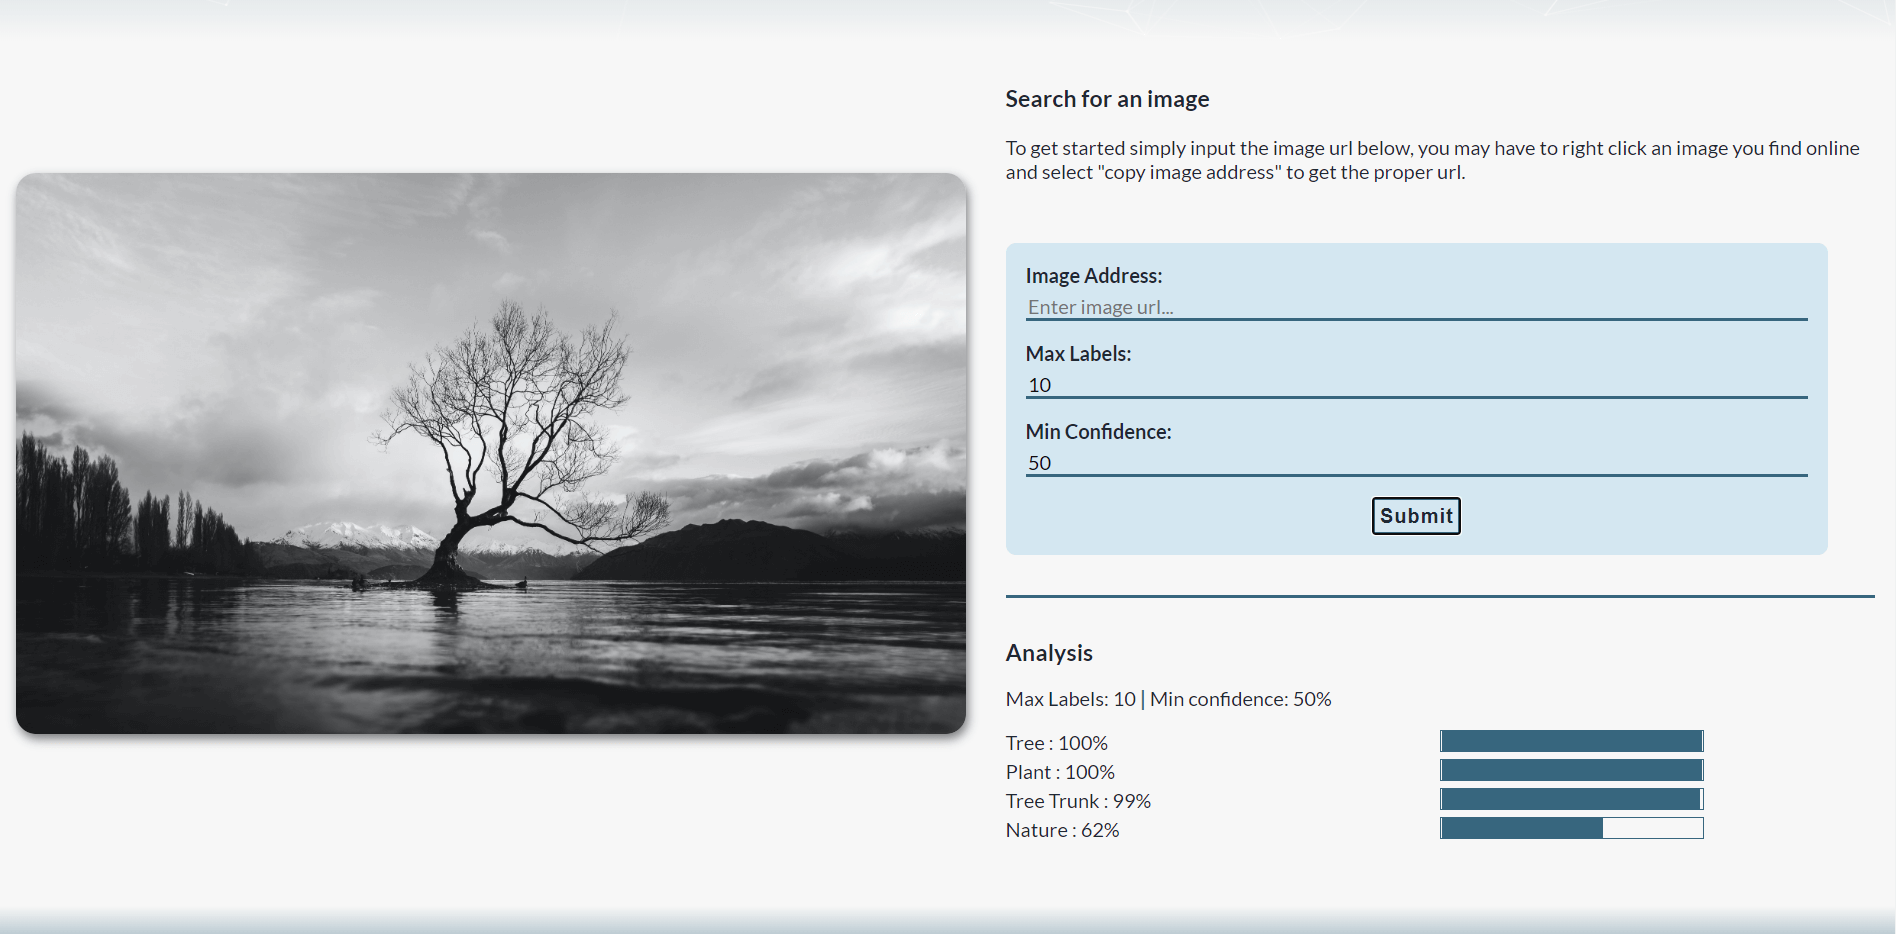 Search for an image
To get started simply input the image url below, you may have to right click an image you find online
and select "copy image address" to get the proper url.
Image Address:
Enter image url...
Max Labels:
10
Min Confidence:
50
Submit
Analysis
Max Labels: 10 | Min confidence: 50%
Tree : 100%
Plant : 100%
Tree Trunk : 99%
Nature : 62%